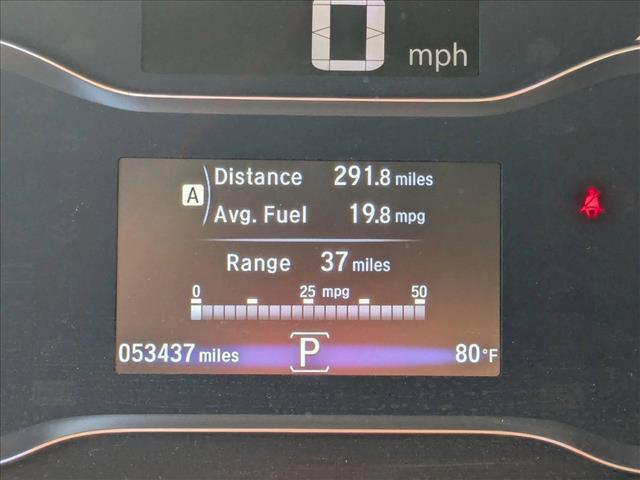 0 mph
Distance 291.8 miles
A
Avg. Fuel 19.8 mpg
Range 37 miles
0 25 mpg 50
053437 miles P 80°F